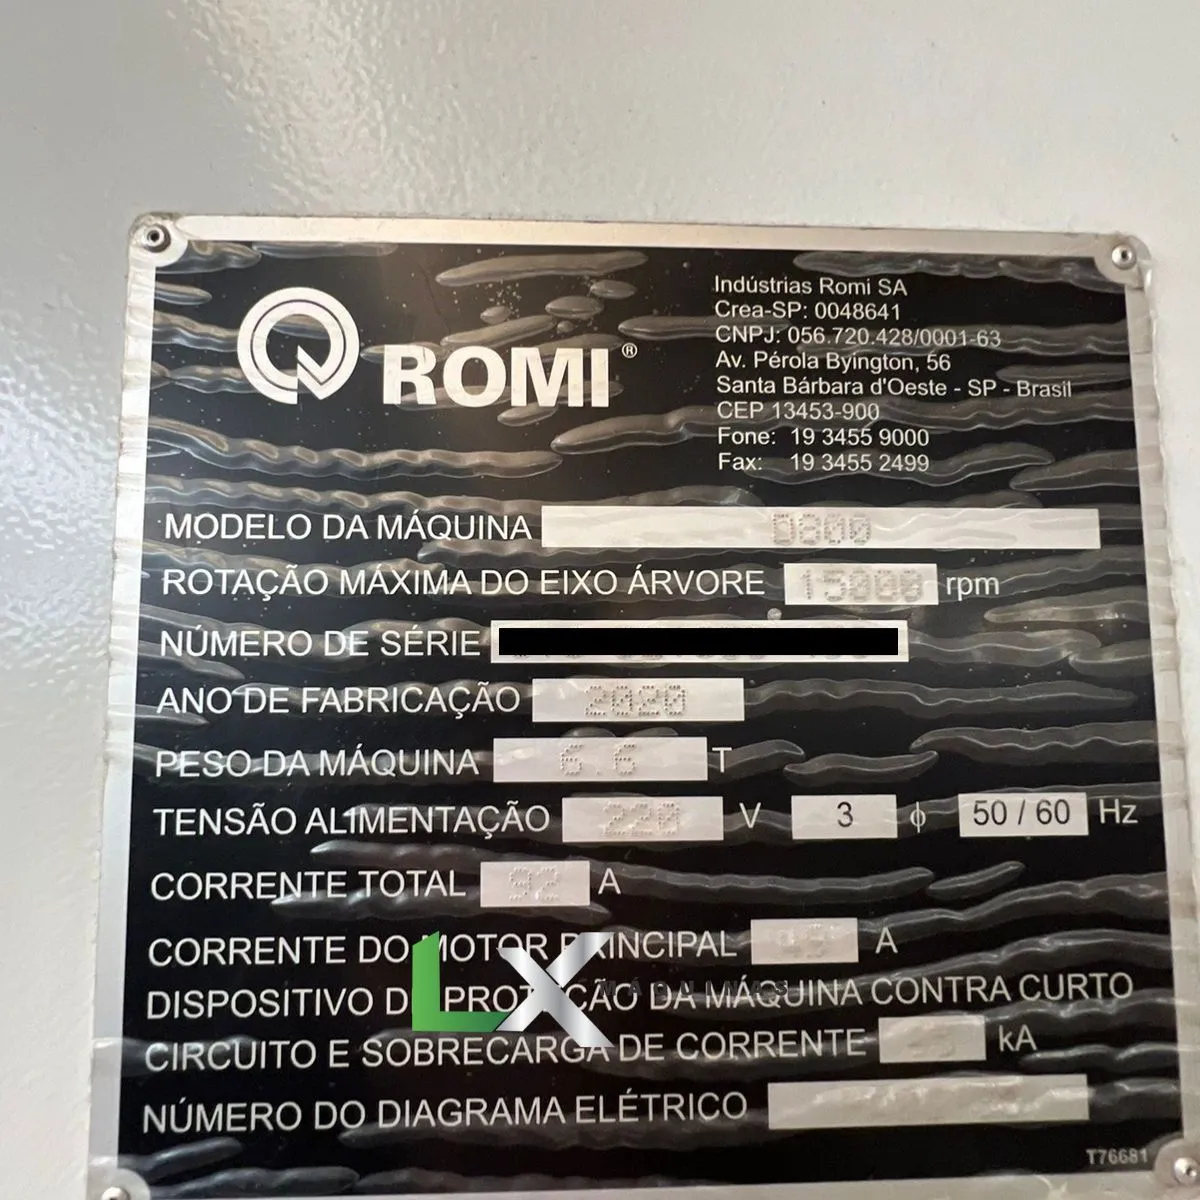 ROMI®
Indústrias Romi SA
Crea-SP: 0048641
CNPJ: 056.720.428/0001-63
Av. Pérola Byington, 56
Santa Bárbara d'Oeste - SP - Brasil
CEP 13453-900
Fone: 19 3455 9000
Fax: 19 3455 2499
MODELO DA MÁQUINA D800
ROTAÇÃO MÁXIMA DO EIXO ÁRVORE 15000 rpm
NÚMERO DE SÉRIE
ANO DE FABRICAÇÃO 2020
PESO DA MÁQUINA 6.6 T
TENSÃO ALIMENTAÇÃO 220 V 3 ϕ 50 / 60 Hz
CORRENTE TOTAL 92 A
CORRENTE DO MOTOR PRINCIPAL A
LX MÁQUINAS
DISPOSITIVO DE PROTEÇÃO DA MÁQUINA CONTRA CURTO
CIRCUITO E SOBRECARGA DE CORRENTE kA
NÚMERO DO DIAGRAMA ELÉTRICO
T76681